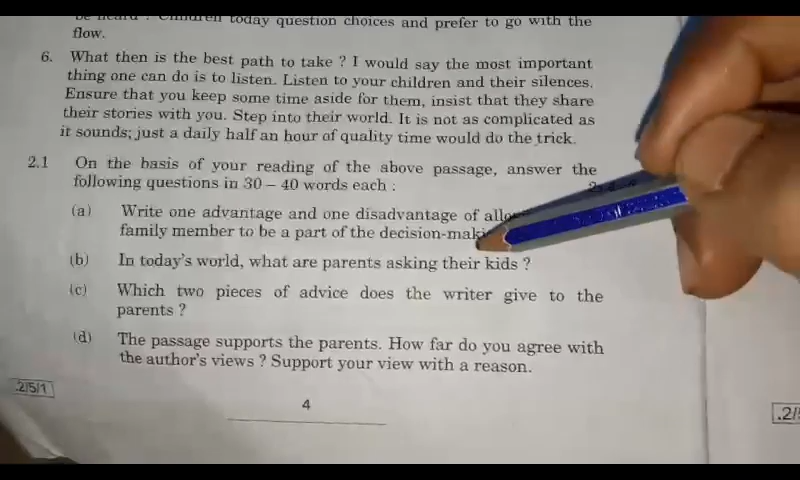 be heard ? Children today question choices and prefer to go with the
flow.
6. What then is the best path to take ? I would say the most important
thing one can do is to listen. Listen to your children and their silences.
Ensure that you keep some time aside for them, insist that they share
their stories with you. Step into their world. It is not as complicated as
it sounds; just a daily half an hour of quality time would do the trick.
2.1 On the basis of your reading of the above passage, answer the
following questions in 30 – 40 words each :
(a) Write one advantage and one disadvantage of
family member to be a part of the
(b) In today's world, what are parents asking their kids ?
(c) Which two pieces of advice does the writer give to the
parents ?
(d) The passage supports the parents. How far do you agree with
the author's views ? Support your view with a reason.
.2/5/1
4
.2/